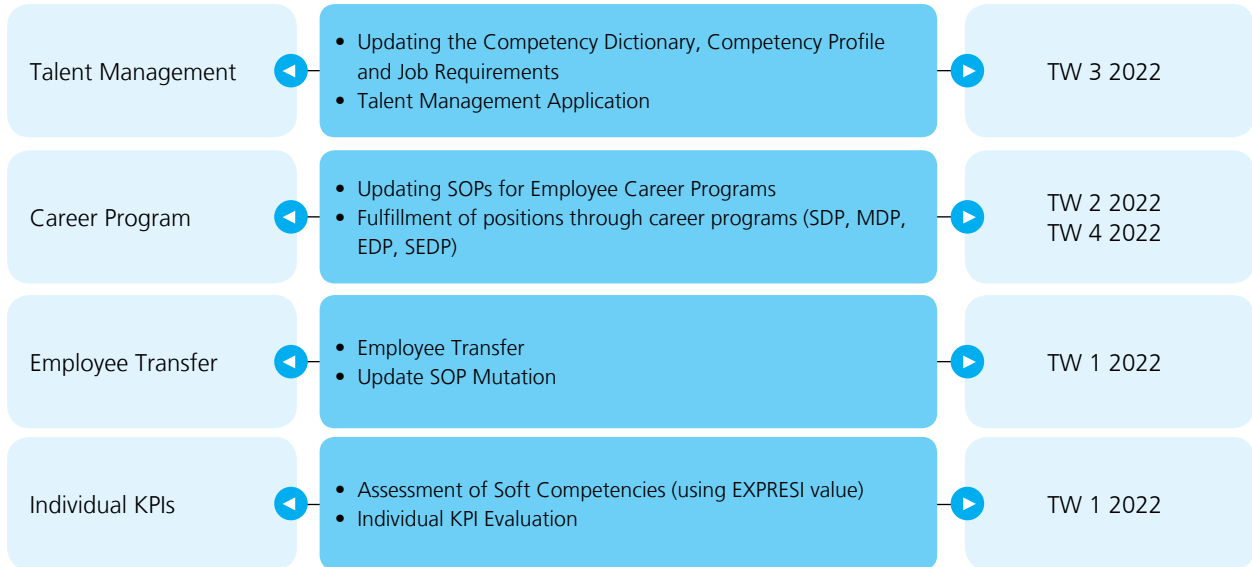 Talent Management
• Updating the Competency Dictionary, Competency Profile
and Job Requirements
• Talent Management Application
TW 3 2022
Career Program
• Updating SOPs for Employee Career Programs
• Fulfillment of positions through career programs (SDP, MDP,
EDP, SEDP)
TW 2 2022
TW 4 2022
Employee Transfer
• Employee Transfer
• Update SOP Mutation
TW 1 2022
Individual KPIs
• Assessment of Soft Competencies (using EXPRESI value)
• Individual KPI Evaluation
TW 1 2022